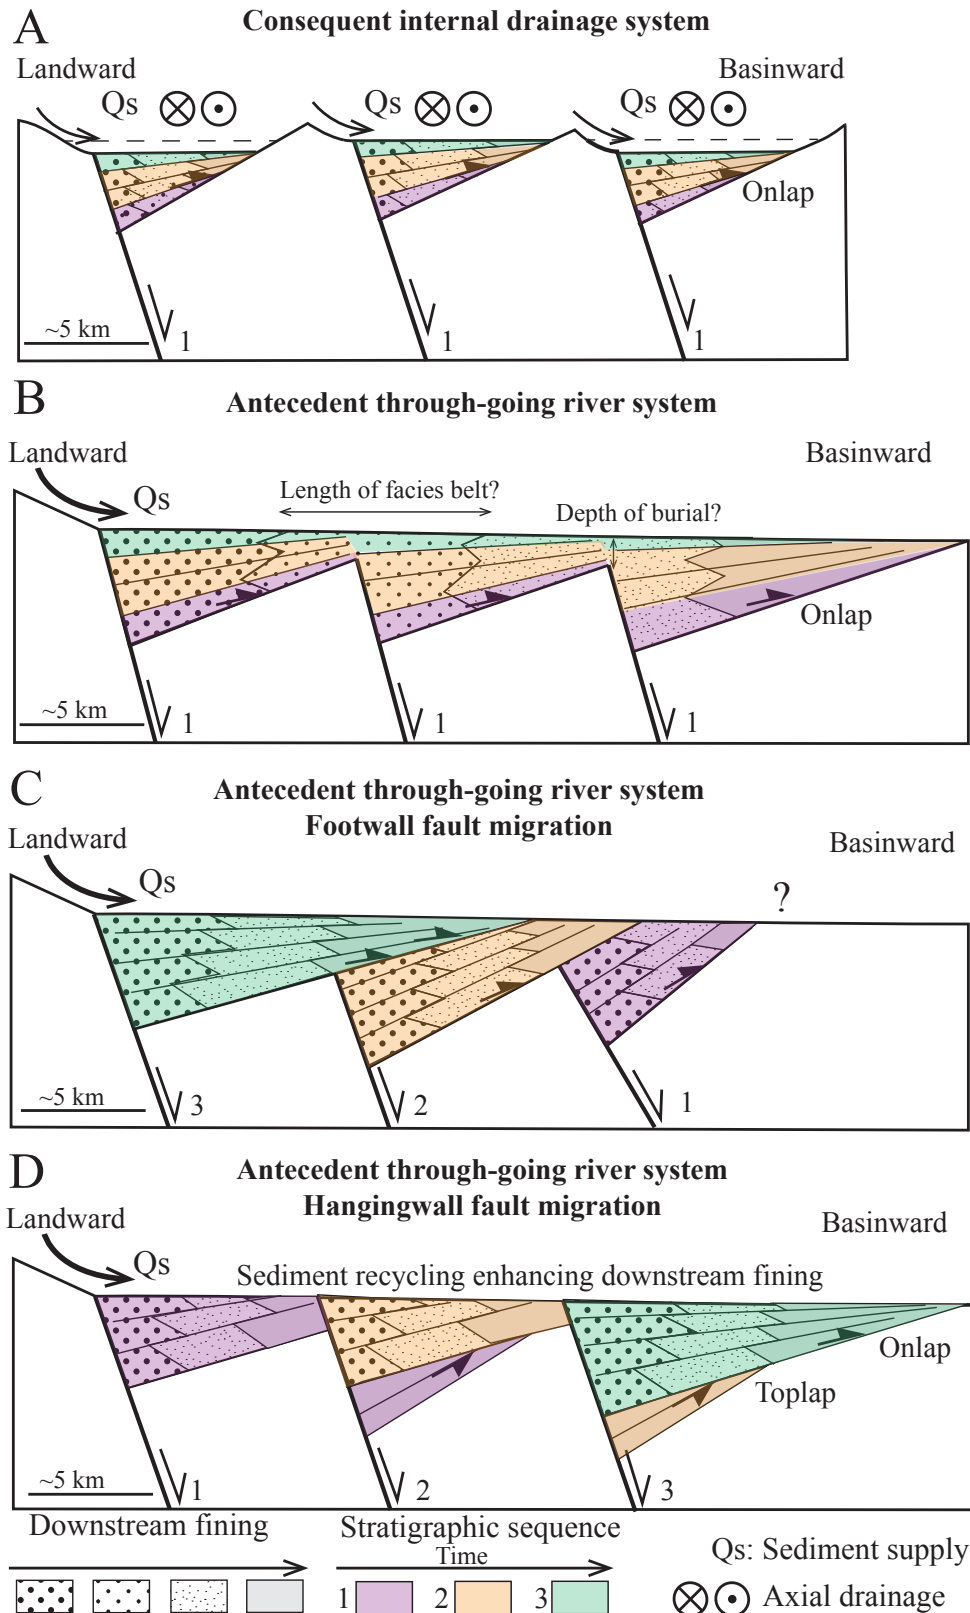 A
Consequent internal drainage system
Landward
Basinward
Qs
Qs
Qs
Onlap
~5 km
1
1
1
B
Antecedent through-going river system
Landward
Basinward
Qs
Length of facies belt?
Depth of burial?
Onlap
~5 km
1
1
1
C
Antecedent through-going river system
Footwall fault migration
Landward
Basinward
Qs
?
~5 km
3
2
1
D
Antecedent through-going river system
Hangingwall fault migration
Landward
Basinward
Qs
Sediment recycling enhancing downstream fining
Onlap
Toplap
~5 km
1
2
3
Downstream fining
Stratigraphic sequence
Time
Qs: Sediment supply
1
2
3
Axial drainage